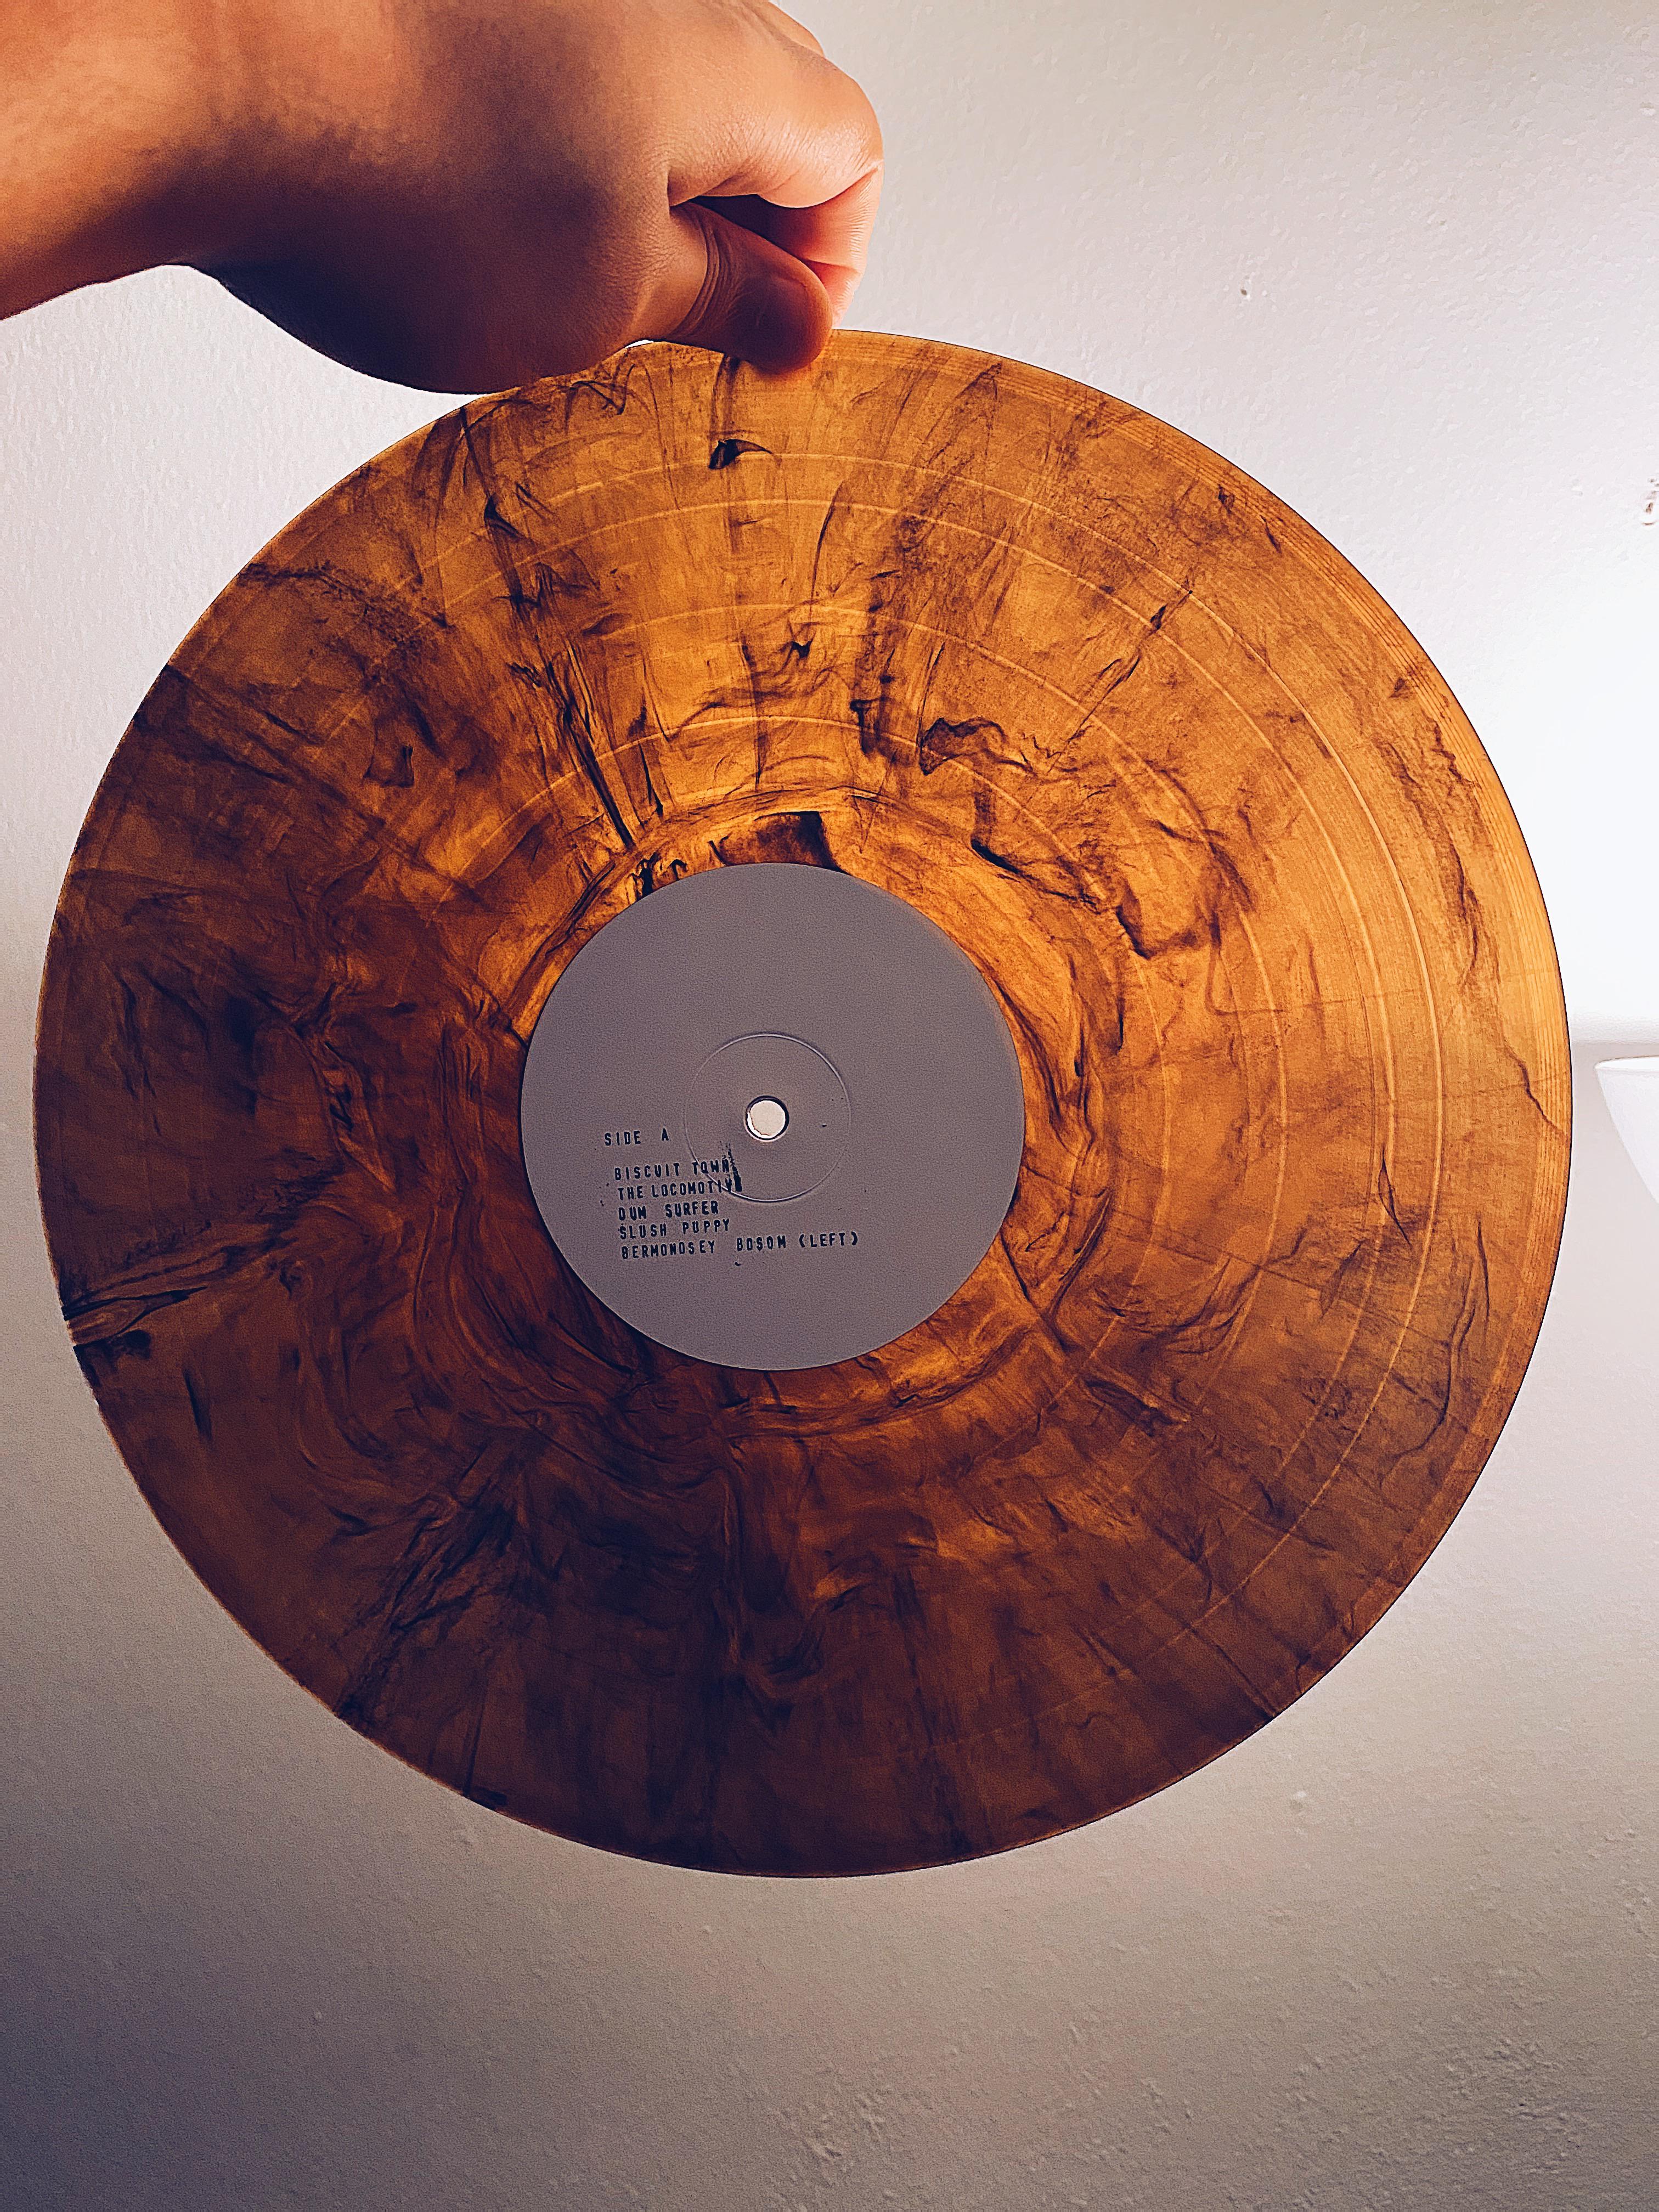 SIDE A
BISCUIT TOWN
THE LOCOMOTIV
DUM SURFER
SLUSH PUPPY
BERMONDSEY BOSOM (LEFT)